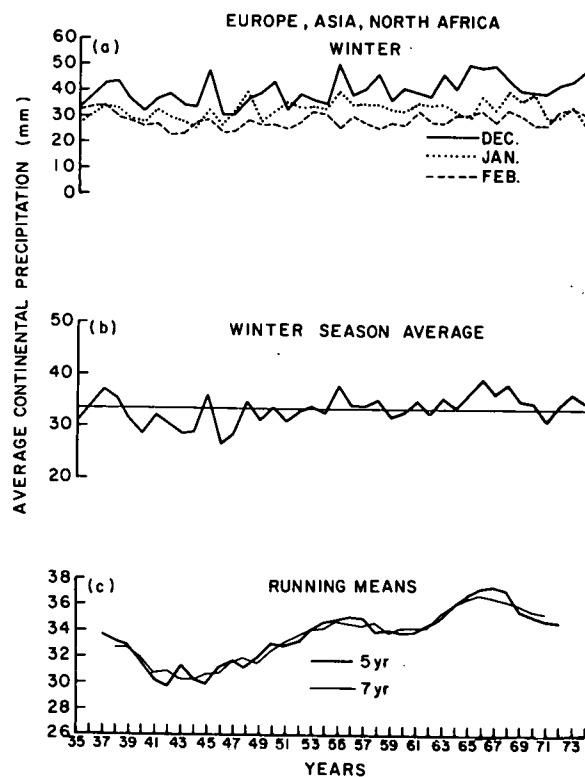 EUROPE, ASIA, NORTH AFRICA
WINTER
(a)
60
50
40
30
20
10
0
DEC.
JAN.
FEB.
AVERAGE CONTINENTAL PRECIPITATION (mm)
(b)
WINTER SEASON AVERAGE
50
40
30
20
(c)
RUNNING MEANS
38
36
34
32
30
28
26
5 yr
7 yr
35 37 39 41 43 45 47 49 51 53 55 57 59 61 63 65 67 69 71 73
YEARS